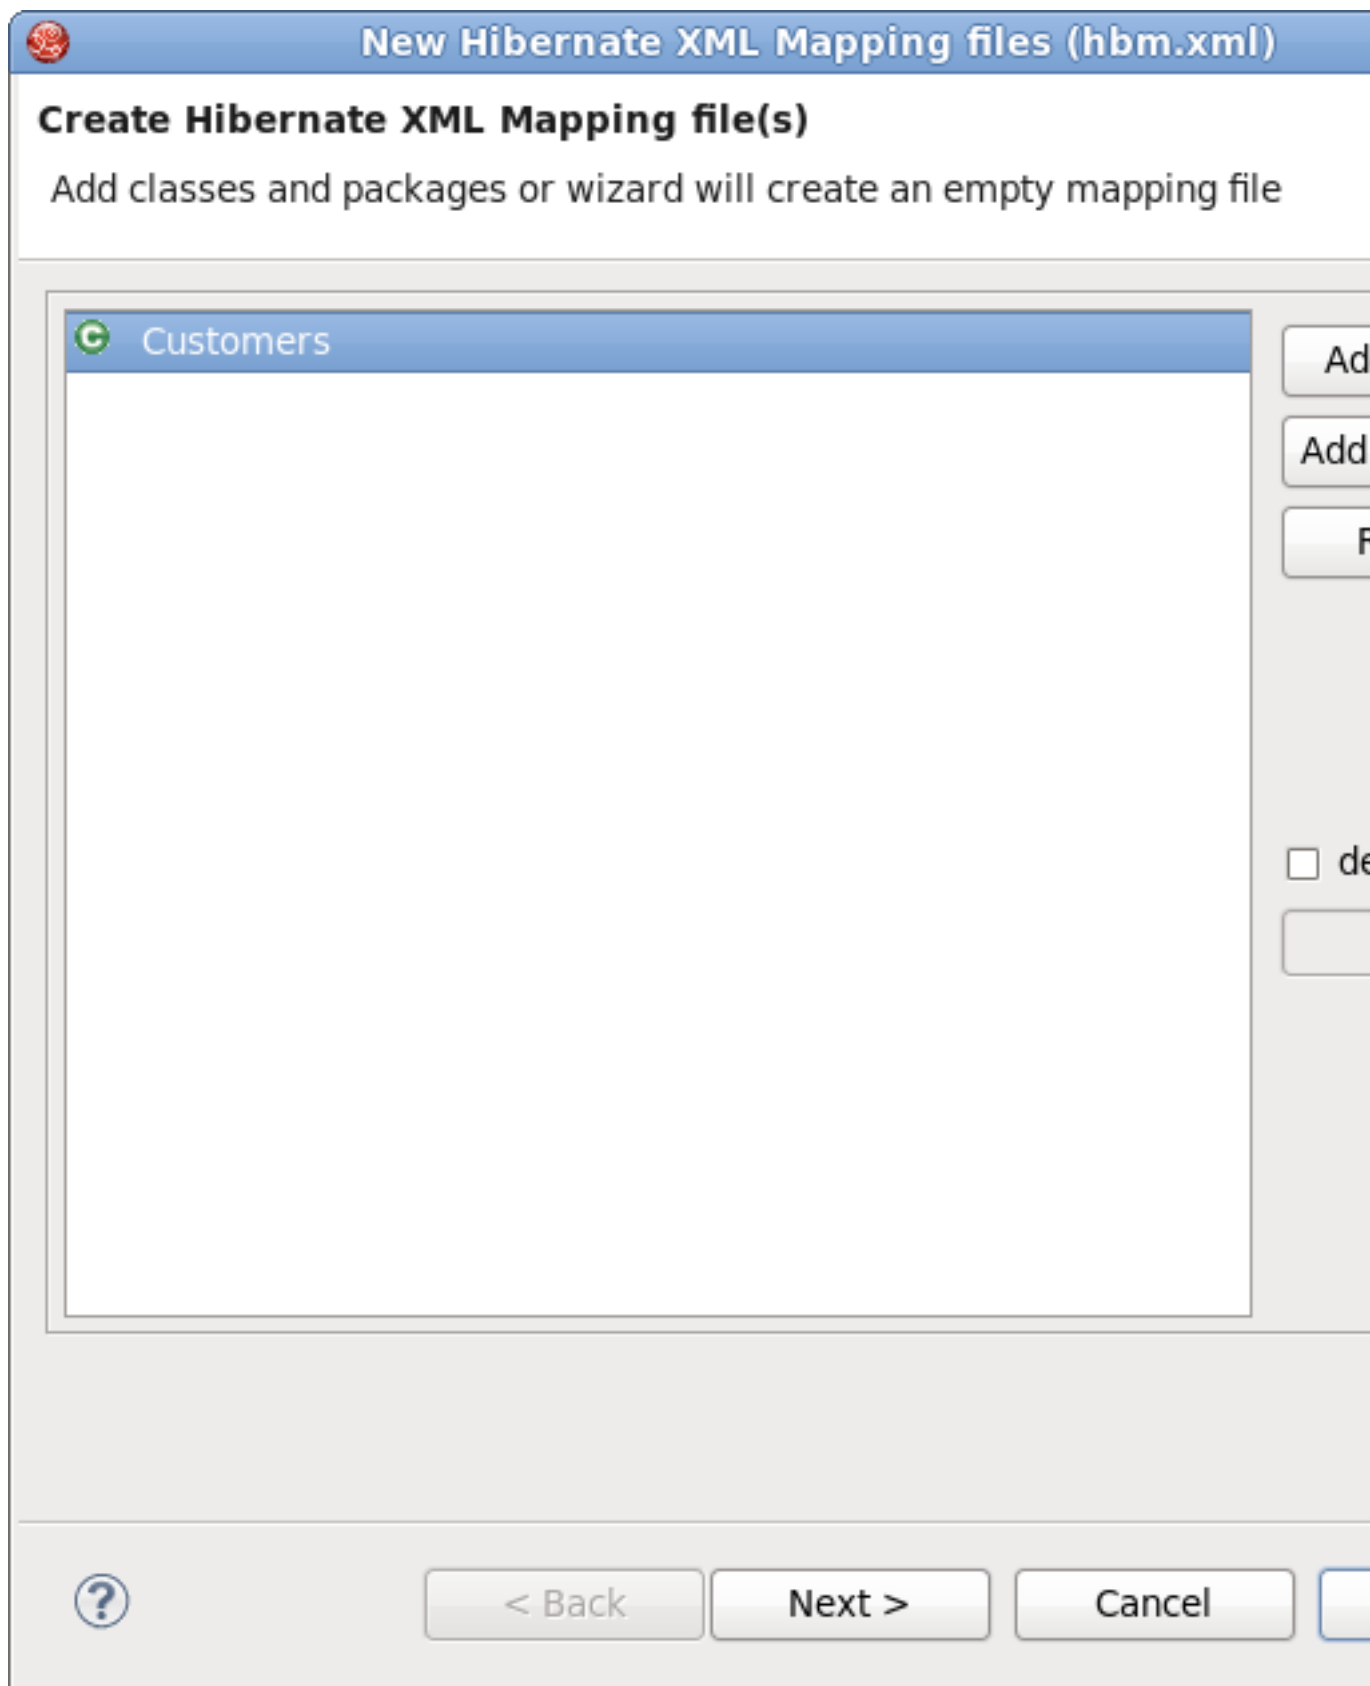 New Hibernate XML Mapping files (hbm.xml)
Create Hibernate XML Mapping file(s)
Add classes and packages or wizard will create an empty mapping file
Customers
Add
< Back
Next >
Cancel